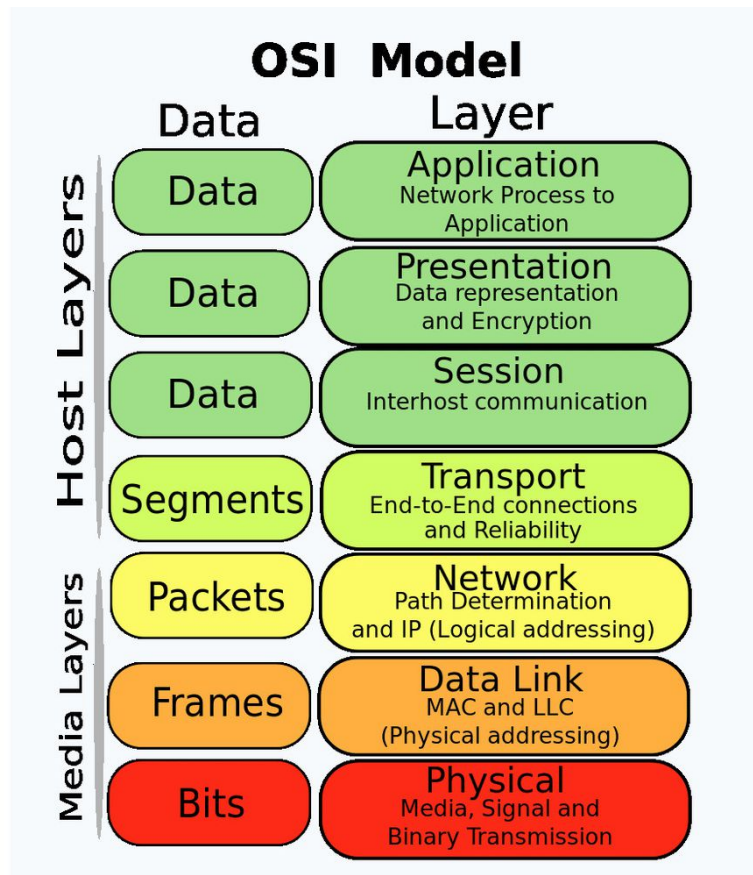 OSI Model
Data
Layer
Host Layers
Data
Application
Network Process to
Application
Data
Presentation
Data representation
and Encryption
Data
Session
Interhost communication
Segments
Transport
End-to-End connections
and Reliability
Media Layers
Packets
Network
Path Determination
and IP (Logical addressing)
Frames
Data Link
MAC and LLC
(Physical addressing)
Bits
Physical
Media, Signal and
Binary Transmission